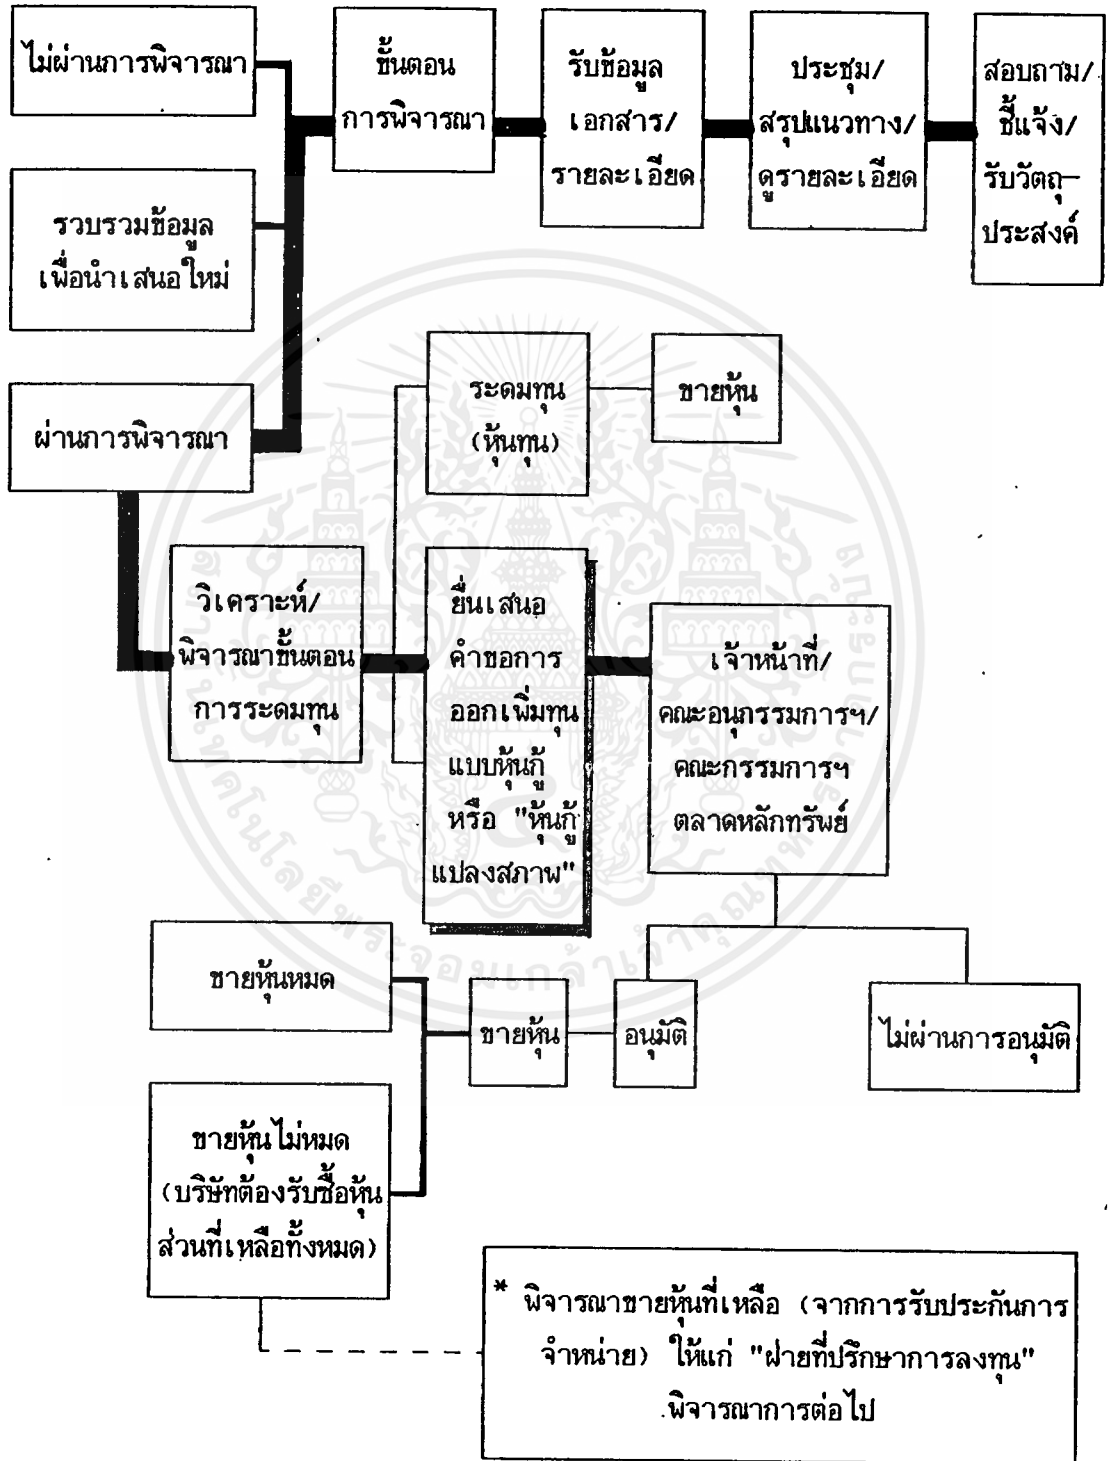 ไม่ผ่านการพิจารณา
ขั้นตอน
การพิจารณา
รับข้อมูล
เอกสาร/
รายละเอียด
ประชุม/
สรุปแนวทาง/
ดูรายละเอียด
สอบถาม/
ชี้แจ้ง/
รับวัตถุ-
ประสงค์
รวบรวมข้อมูล
เพื่อนำเสนอใหม่
ผ่านการพิจารณา
ระดมทุน
(หุ้นทุน)
ขายหุ้น
วิเคราะห์/
พิจารณาขั้นตอน
การระดมทุน
ยื่นเสนอ
คำขอการ
ออกเพิ่มทุน
แบบหุ้นกู้
หรือ "หุ้นกู้
แปลงสภาพ"
เจ้าหน้าที่/
คณะอนุกรรมการฯ/
คณะกรรมการฯ
ตลาดหลักทรัพย์
ขายหุ้นหมด
ขายหุ้น
อนุมัติ
ไม่ผ่านการอนุมัติ
ขายหุ้นไม่หมด
(บริษัทต้องรับซื้อหุ้น
ส่วนที่เหลือทั้งหมด)
* พิจารณาขายหุ้นที่เหลือ (จากการรับประกันการ
จำหน่าย) ให้แก่ "ฝ่ายที่ปรึกษาการลงทุน"
พิจารณาการต่อไป